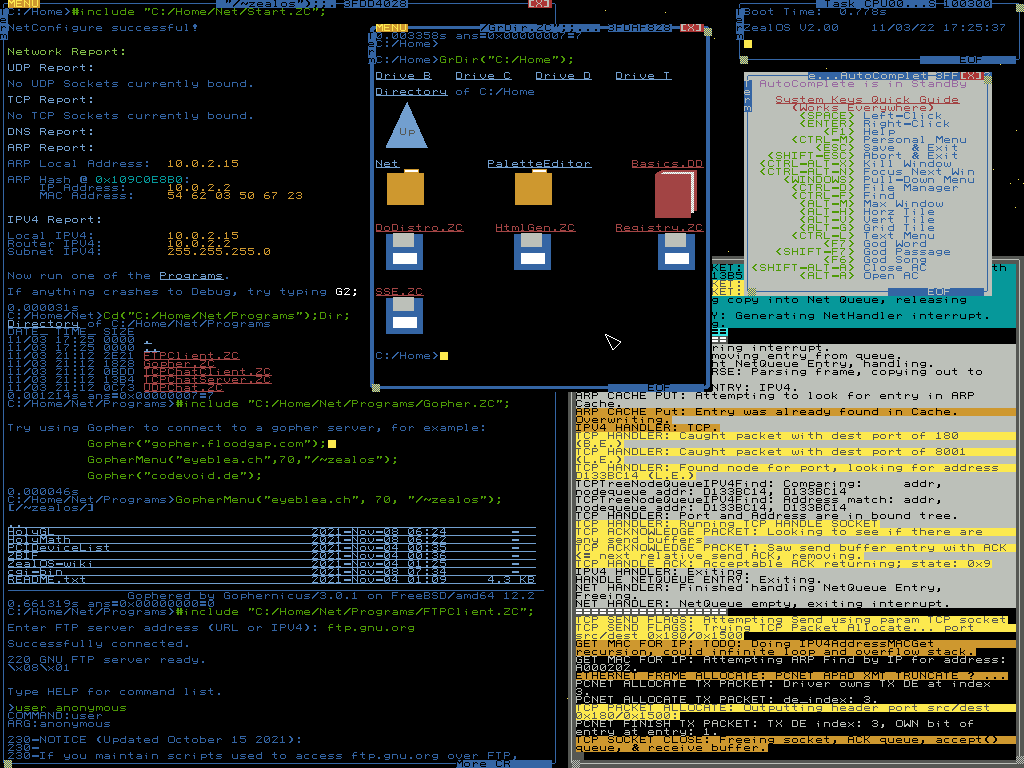 MENU
C:/Home>#include "C:/Home/Net/Start.ZC";
NetConfigure successful!
Network Report:
UDP Report:
No UDP Sockets currently bound.
TCP Report:
No TCP Sockets currently bound.
DNS Report:
ARP Report:
ARP Local Address: 10.0.2.15
ARP Hash @ 0x109C0E8B0:
IP Address: 10.0.2.2
MAC Address: 54 62 03 50 67 23
IPV4 Report:
Local IPV4: 10.0.2.15
Router IPV4: 10.0.2.2
Subnet IPV4: 255.255.255.0
Now run one of the Programs.
If anything crashes to Debug, try typing G2;
0.000031s
C:/Home/Net>Cd("C:/Home/Net/Programs");Dir;
Directory of C:/Home/Net/Programs
DATE_ TIME_ SIZE
11/03 17:25 0000 .
11/03 17:25 0000 ..
11/03 21:12 2E21 FTPClient.ZC
11/03 21:12 1828 Gopher.ZC
11/03 21:12 0BDD TCPChatClient.ZC
11/03 21:12 13B4 TCPChatServer.ZC
11/03 21:12 0C73 UDPChat.ZC
0.001214s ans=0x00000007=7
C:/Home/Net/Programs>#include "C:/Home/Net/Programs/Gopher.ZC";
Try using Gopher to connect to a gopher server, for example:
Gopher("gopher.floodgap.com");
GopherMenu("eyeblea.ch",70,"/~zealos");
Gopher("codevoid.de");
0.000046s
C:/Home/Net/Programs>GopherMenu("eyeblea.ch", 70, "/~zealos");
[/~zealos/]
..
HolyGL 2021-Nov-08 06:24 -
HolyMath 2021-Nov-08 06:22 -
PCIDeviceList 2021-Nov-04 00:35 -
ZBIF 2021-Nov-04 00:36 -
ZealOS-wiki 2021-Nov-04 01:25 -
cgi-bin 2021-Nov-08 07:34 -
README.txt 2021-Nov-04 01:09 4.3 KB
Gophered by Gophernicus/3.0.1 on FreeBSD/amd64 12.2
0.661319s ans=0x00000000=0
C:/Home/Net/Programs>#include "C:/Home/Net/Programs/FTPClient.ZC";
Enter FTP server address (URL or IPV4): ftp.gnu.org
Successfully connected.
220 GNU FTP server ready.
\x08\x01
Type HELP for command list.
>user anonymous
COMMAND:user
ARG:anonymous
230-NOTICE (Updated October 15 2021):
230-
230-If you maintain scripts used to access ftp.gnu.org over FTP,
More CR
MENU
0.003358s ans=0x00000007=7
C:/Home>
C:/Home>GrDir("C:/Home");
Drive B Drive C Drive D Drive T
Directory of C:/Home
Up
Net PaletteEditor Basics.DD
DoDistro.ZC HtmlGen.ZC Registry.ZC
SSE.ZC
C:/Home>
EOF
Boot Time: 0.778s
ZealOS V2.00 11/03/22 17:25:37
EOF
AutoComplete is in StandBy
System Keys Quick Guide
(Works Everywhere)
<SPACE> Left-Click
<ENTER> Right-Click
<F1> Help
<CTRL-M> Personal Menu
<ESC> Save & Exit
<SHIFT-ESC> Abort & Exit
<CTRL-ALT-X> Kill Window
<CTRL-ALT-N> Focus Next Win
<WINDOWS> Pull-Down Menu
<CTRL-D> File Manager
<CTRL-F> Find
<ALT-M> Max Window
<ALT-H> Horz Tile
<ALT-V> Vert Tile
<ALT-G> Grid Tile
<CTRL-L> Text Menu
<F7> God Word
<SHIFT-F7> God Passage
<F6> God Song
<SHIFT-ALT-A> Close AC
<ALT-A> Open AC
EOF
copy into Net Queue, releasing
Y: Generating NetHandler interrupt.
ring interrupt.
moving entry from queue.
nt NetQueue Entry, handling.
RSE: Parsing frame, copying out to
NTRY: IPV4.
ARP CACHE PUT: Attempting to look for entry in ARP
Cache.
ARP CACHE PUT: Entry was already found in Cache.
Overwriting.
IPV4 HANDLER: TCP.
TCP HANDLER: Caught packet with dest port of 180
(B.E.)
TCP HANDLER: Caught packet with dest port of 8001
(L.E.)
TCP HANDLER: Found node for port, looking for address
D133BC14 (L.E.)
TCPTreeNodeQueueIPV4Find: Comparing: addr,
nodequeue addr: D133BC14, D133BC14
TCPTreeNodeQueueIPV4Find: Address match: addr,
nodequeue addr: D133BC14, D133BC14
TCP HANDLER: Port and Address are in bound tree.
TCP HANDLER: Running TCP HANDLE SOCKET
TCP ACKNOWLEDGE PACKET: Looking to see if there are
any send buffers
TCP ACKNOWLEDGE PACKET: Saw send buffer entry with ACK
<= next relative send ACK, removing.
TCP HANDLE ACK: Acceptable ACK returning; state: 0x9
IPV4 HANDLER: Exiting.
HANDLE NETQUEUE ENTRY: Exiting.
NET HANDLER: Finished handling NetQueue Entry,
Freeing.
NET HANDLER: NetQueue empty, exiting interrupt.
TCP SEND FLAGS: Attempting Send using param TCP socket
TCP SEND FLAGS: Trying TCP Packet Allocate... port
src/dest 0x180/0x1500
GET MAC FOR IP: TODO: Doing IPV4AddressMACGet
recursion, could infinite loop and overflow stack.
GET MAC FOR IP: Attempting ARP Find by IP for address:
A000202.
ETHERNET FRAME ALLOCATE: PCNET APAD XMT TRUNCATE ? ...
PCNET ALLOCATE TX PACKET: Driver owns TX DE at index
3.
PCNET ALLOCATE TX PACKET: de_index: 3.
TCP PACKET ALLOCATE: Outputting header port src/dest
0x180/0x1500:
PCNET FINISH TX PACKET: TX DE index: 3, OWN bit of
entry at entry: 1.
TCP SOCKET CLOSE: Freeing socket, ACK queue, accept()
queue, & receive buffer.